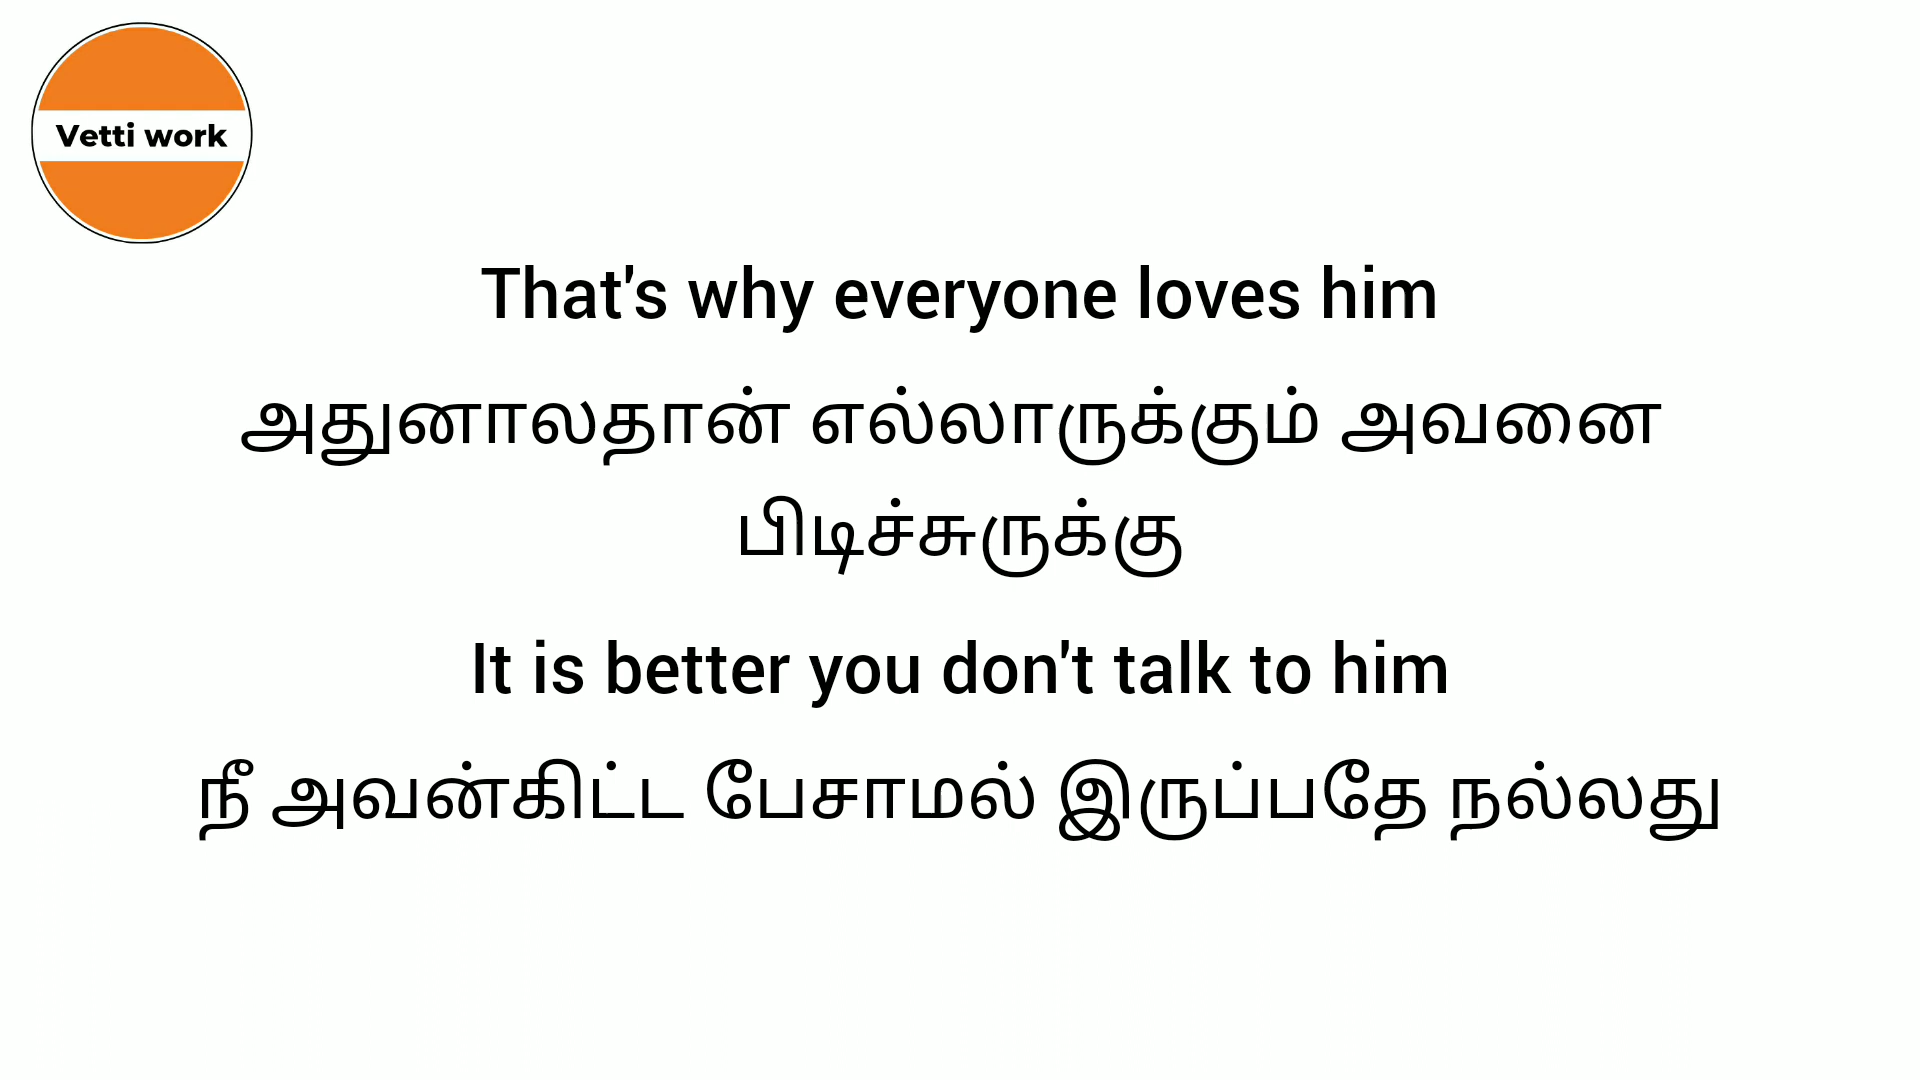 Vetti work
That's why everyone loves him
அதுனாலதான் எல்லாருக்கும் அவனை
பிடிச்சுருக்கு
It is better you don't talk to him
நீ அவன்கிட்ட பேசாமல் இருப்பதே நல்லது